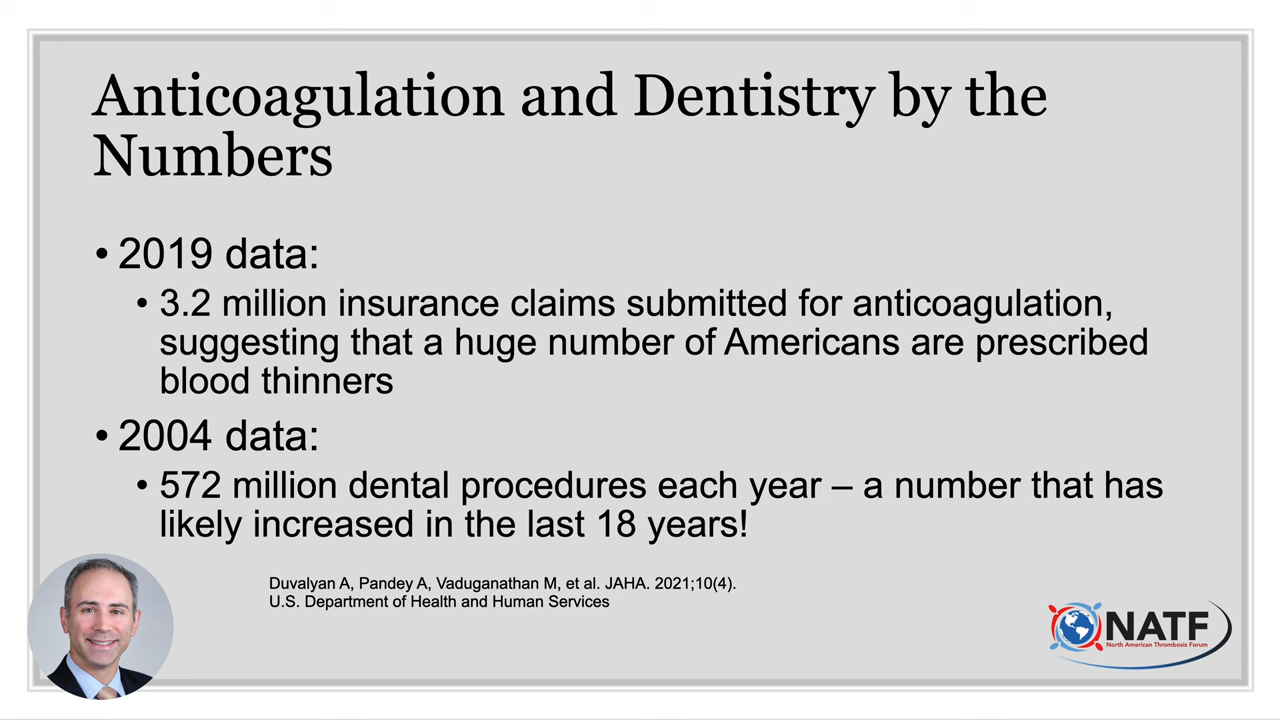 Anticoagulation and Dentistry by the
Numbers
• 2019 data:
• 3.2 million insurance claims submitted for anticoagulation,
suggesting that a huge number of Americans are prescribed
blood thinners
• 2004 data:
• 572 million dental procedures each year – a number that has
likely increased in the last 18 years!
Duvalyan A, Pandey A, Vaduganathan M, et al. JAHA. 2021;10(4).
U.S. Department of Health and Human Services
NATF
North American Thrombosis Forum